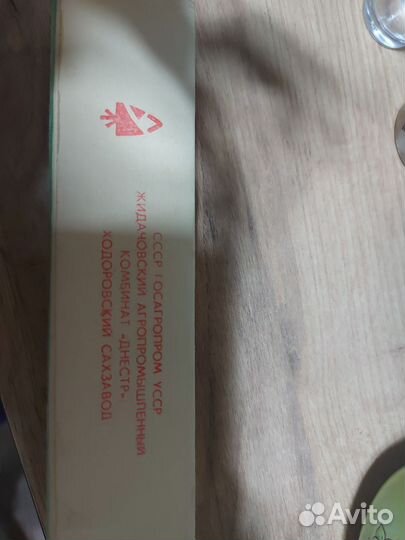 СССР ГОСАГРОПРОМ УССР
ЖИДАЧОВСКИЙ АГРОПРОМЫШЛЕННЫЙ
КОМБИНАТ «ДНЕСТР»
ХОДОРОВСКИЙ САХЗАВОД
Avito